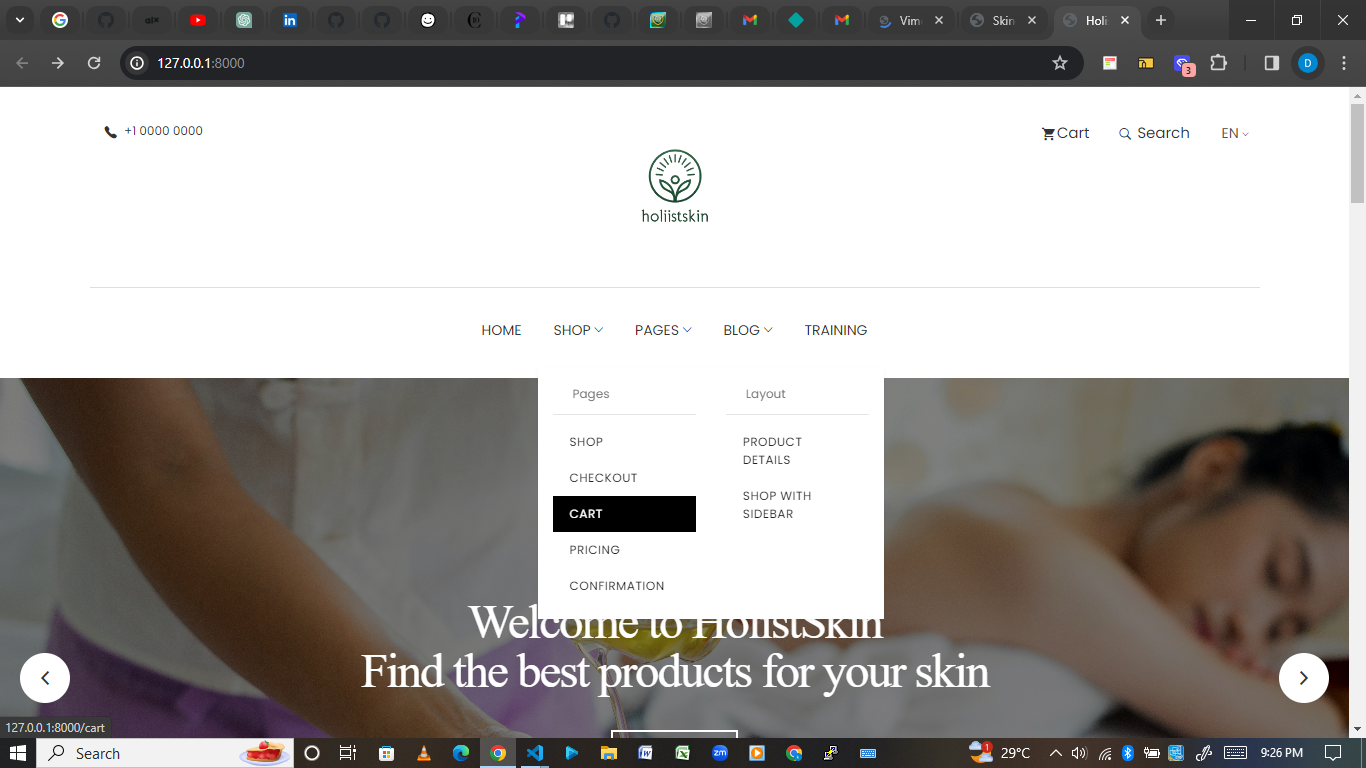 Vim
Skin
Holi
127.0.0.1:8000
3
D
+1 0000 0000
Cart
Search
EN
holiistskin
HOME
SHOP
PAGES
BLOG
TRAINING
Pages
Layout
SHOP
CHECKOUT
CART
PRICING
CONFIRMATION
PRODUCT
DETAILS
SHOP WITH
SIDEBAR
Welcome to HolistSkin
Find the best products for your skin
127.0.0.1:8000/cart
Search
zm
1
29°C
9:26 PM